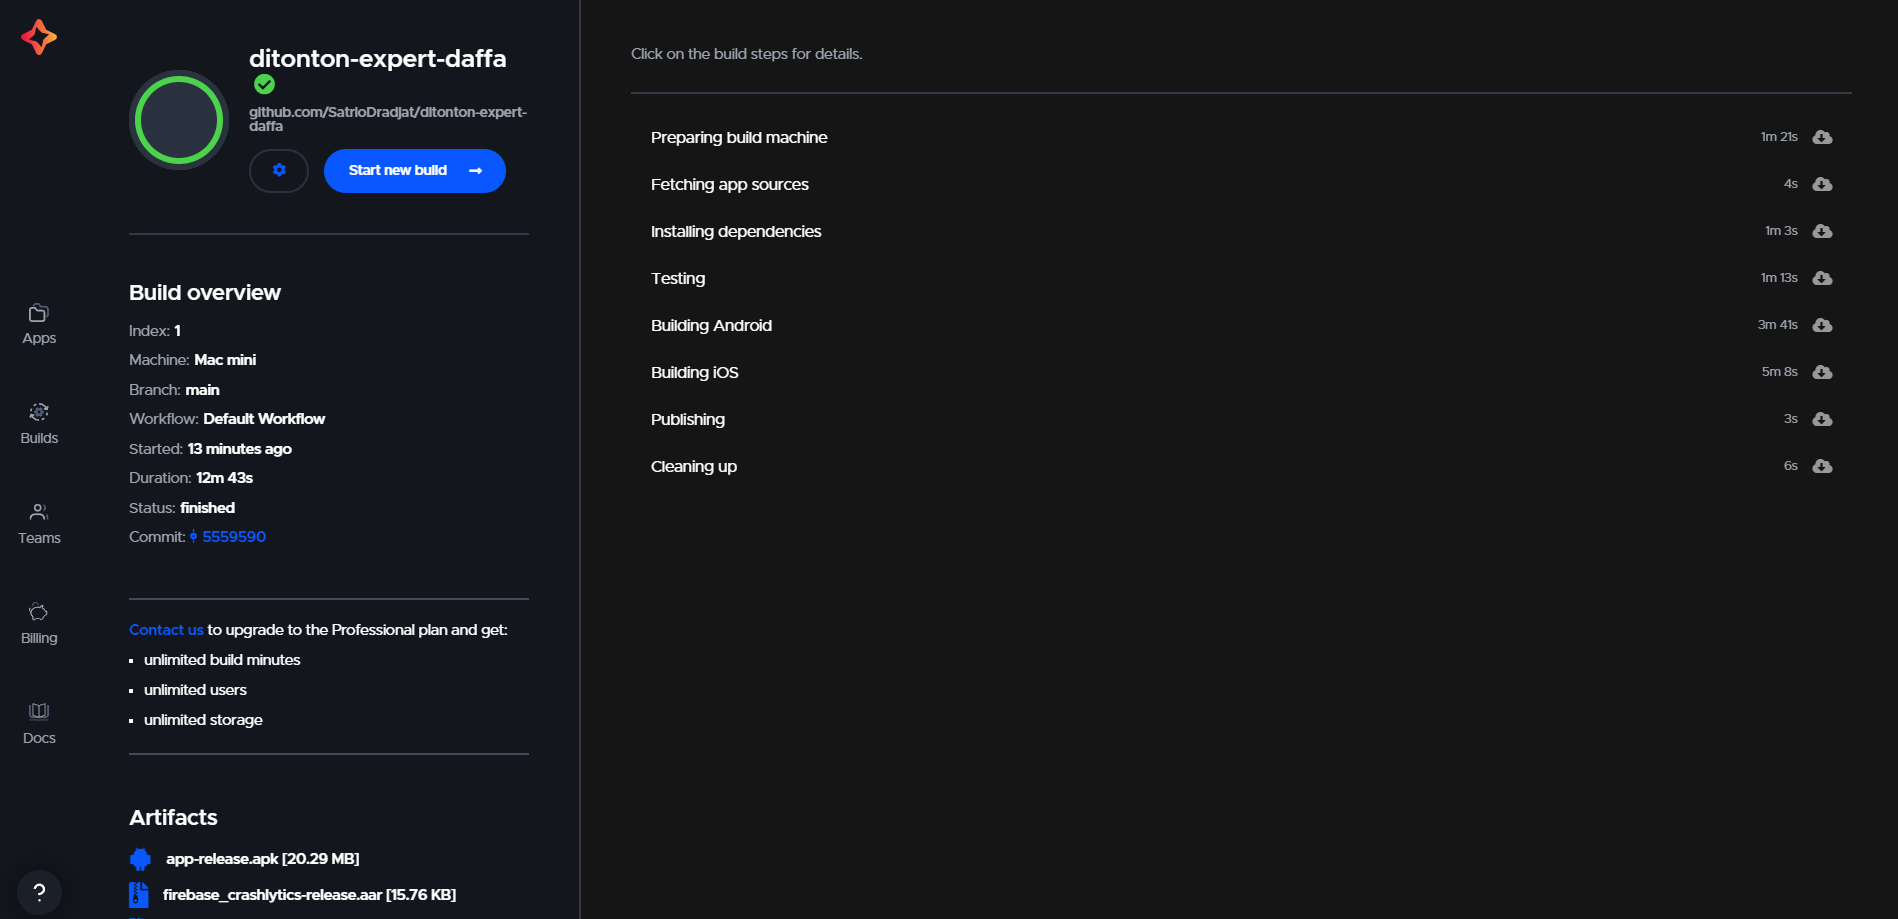 ditonton-expert-daffa
github.com/SatrioDradjat/ditonton-expert-
daffa
Start new build
Build overview
Index: 1
Machine: Mac mini
Branch: main
Workflow: Default Workflow
Started: 13 minutes ago
Duration: 12m 43s
Status: finished
Commit: 5559590
Contact us to upgrade to the Professional plan and get:
unlimited build minutes
unlimited users
unlimited storage
Artifacts
app-release.apk [20.29 MB]
firebase_crashlytics-release.aar [15.76 KB]
Apps
Builds
Teams
Billing
Docs
?
Click on the build steps for details.
Preparing build machine 1m 21s
Fetching app sources 4s
Installing dependencies 1m 3s
Testing 1m 13s
Building Android 3m 41s
Building iOS 5m 8s
Publishing 3s
Cleaning up 6s